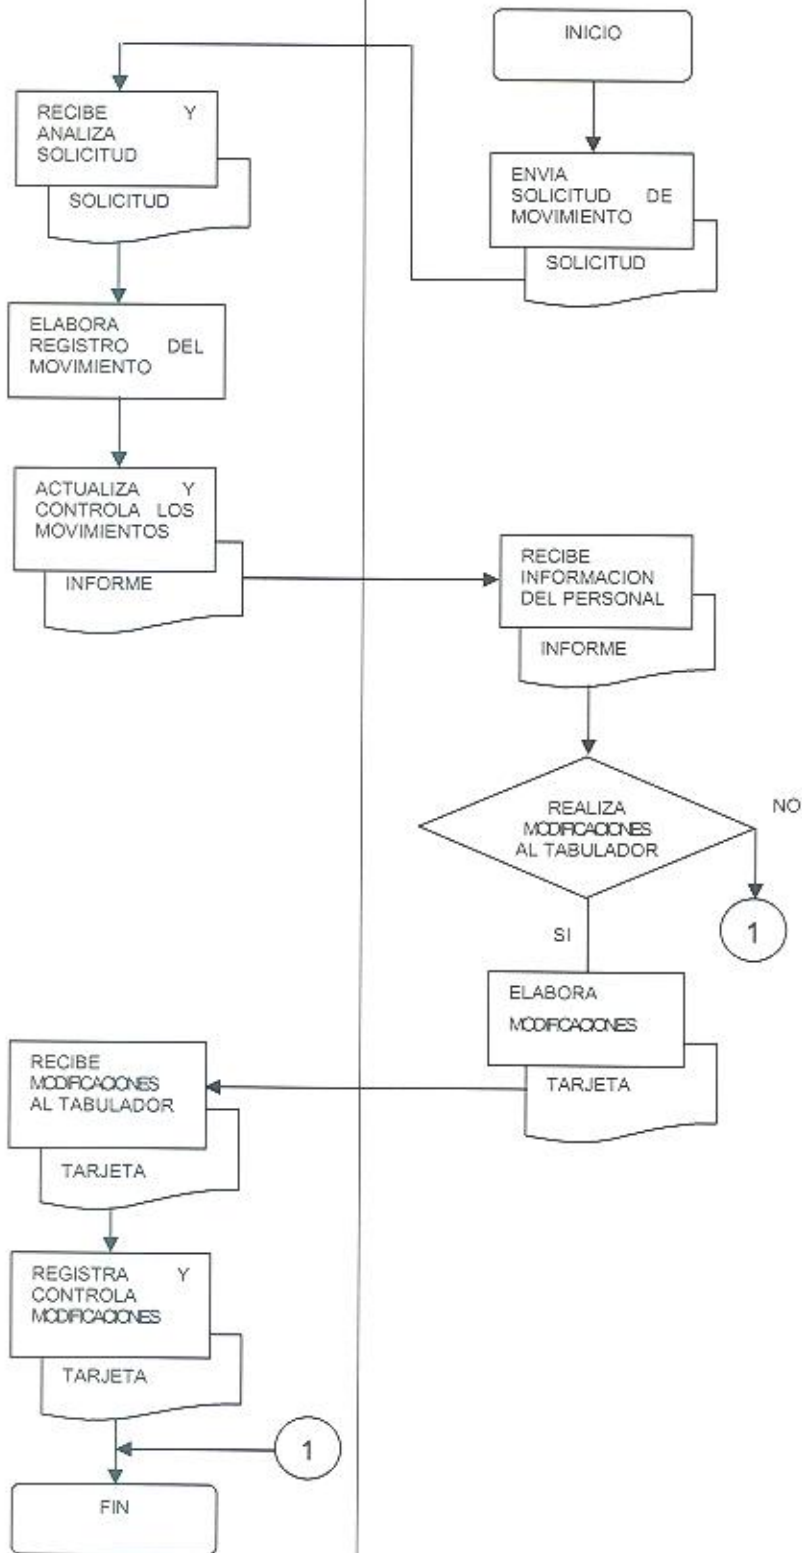 INICIO
RECIBE Y
ANALIZA
SOLICITUD
SOLICITUD
ENVIA
SOLICITUD DE
MOVIMIENTO
SOLICITUD
ELABORA
REGISTRO DEL
MOVIMIENTO
ACTUALIZA Y
CONTROLA LOS
MOVIMIENTOS
INFORME
RECIBE
INFORMACION
DEL PERSONAL
INFORME
REALIZA
MODIFICACIONES
AL TABULADOR
NO
1
SI
ELABORA
MODIFICACIONES
TARJETA
RECIBE
MODIFICACIONES
AL TABULADOR
TARJETA
REGISTRA Y
CONTROLA
MODIFICACIONES
TARJETA
1
FIN